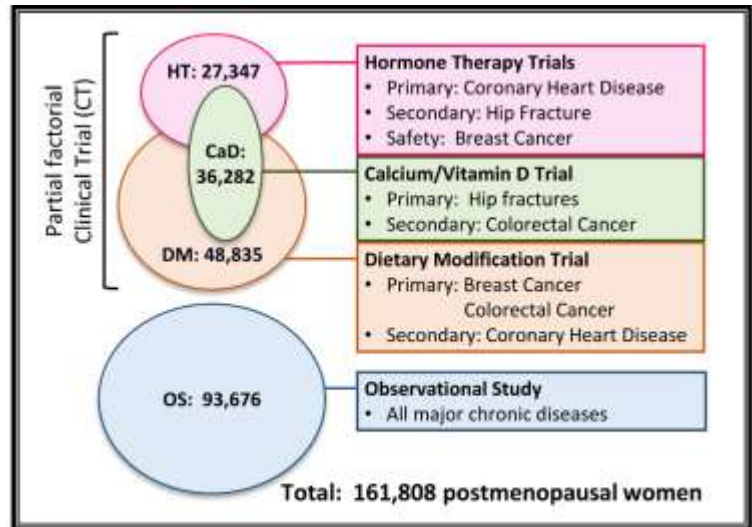 Partial factorial
Clinical Trial (CT)
HT: 27,347
CaD:
36,282
DM: 48,835
OS: 93,676
Hormone Therapy Trials
• Primary: Coronary Heart Disease
• Secondary: Hip Fracture
• Safety: Breast Cancer
Calcium/Vitamin D Trial
• Primary: Hip fractures
• Secondary: Colorectal Cancer
Dietary Modification Trial
• Primary: Breast Cancer
Colorectal Cancer
• Secondary: Coronary Heart Disease
Observational Study
• All major chronic diseases
Total: 161,808 postmenopausal women